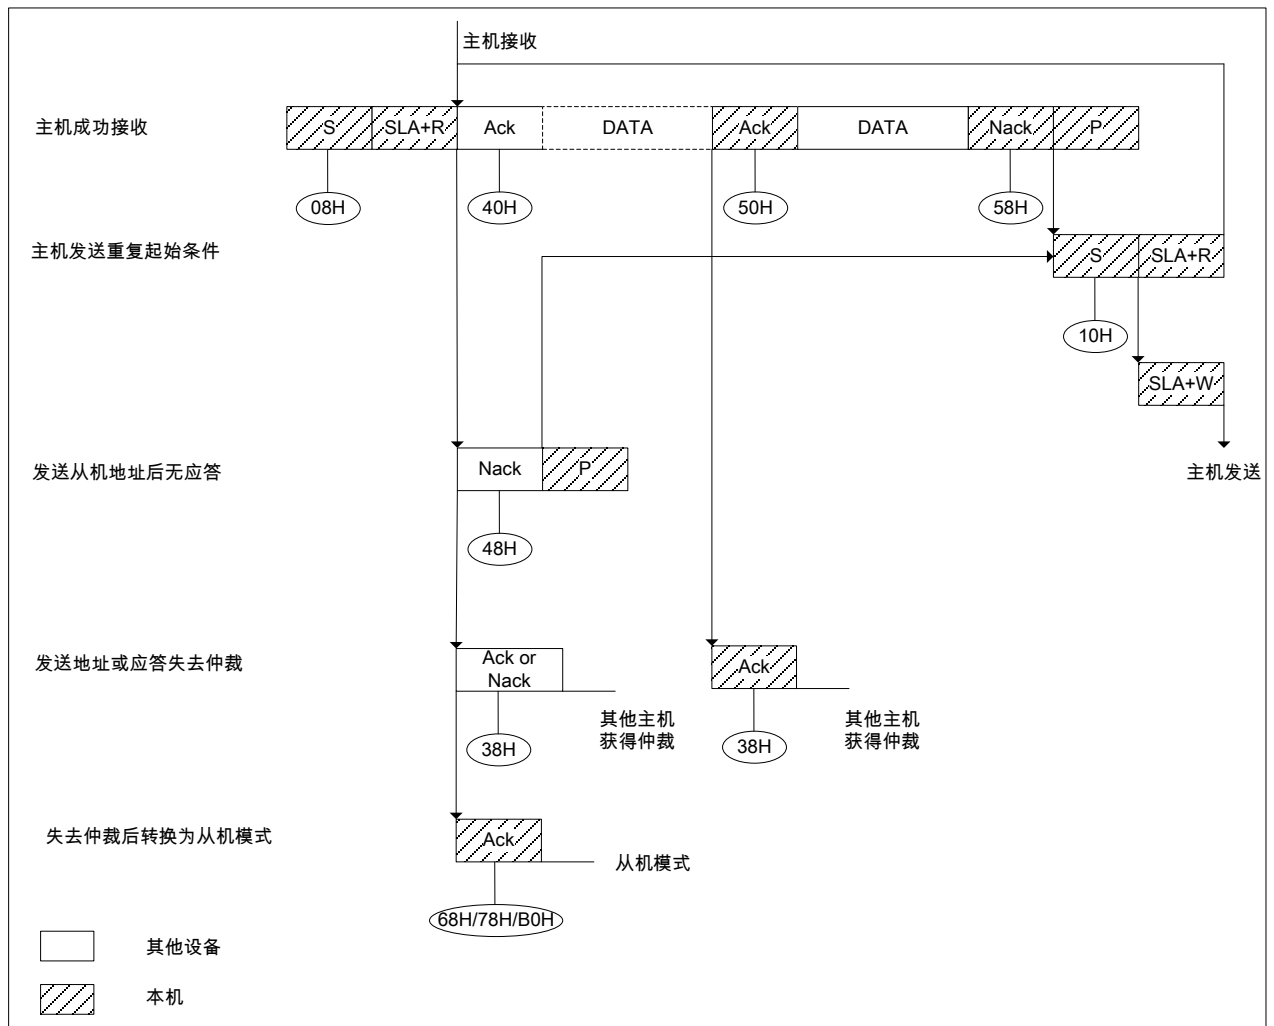 主机接收
主机成功接收
S
SLA+R
Ack
DATA
Ack
DATA
Nack
P
08H
40H
50H
58H
主机发送重复起始条件
S
SLA+R
10H
SLA+W
主机发送
发送从机地址后无应答
Nack
P
48H
发送地址或应答失去仲裁
Ack or
Nack
Ack
38H
其他主机
获得仲裁
38H
其他主机
获得仲裁
失去仲裁后转换为从机模式
Ack
从机模式
68H/78H/B0H
其他设备
本机